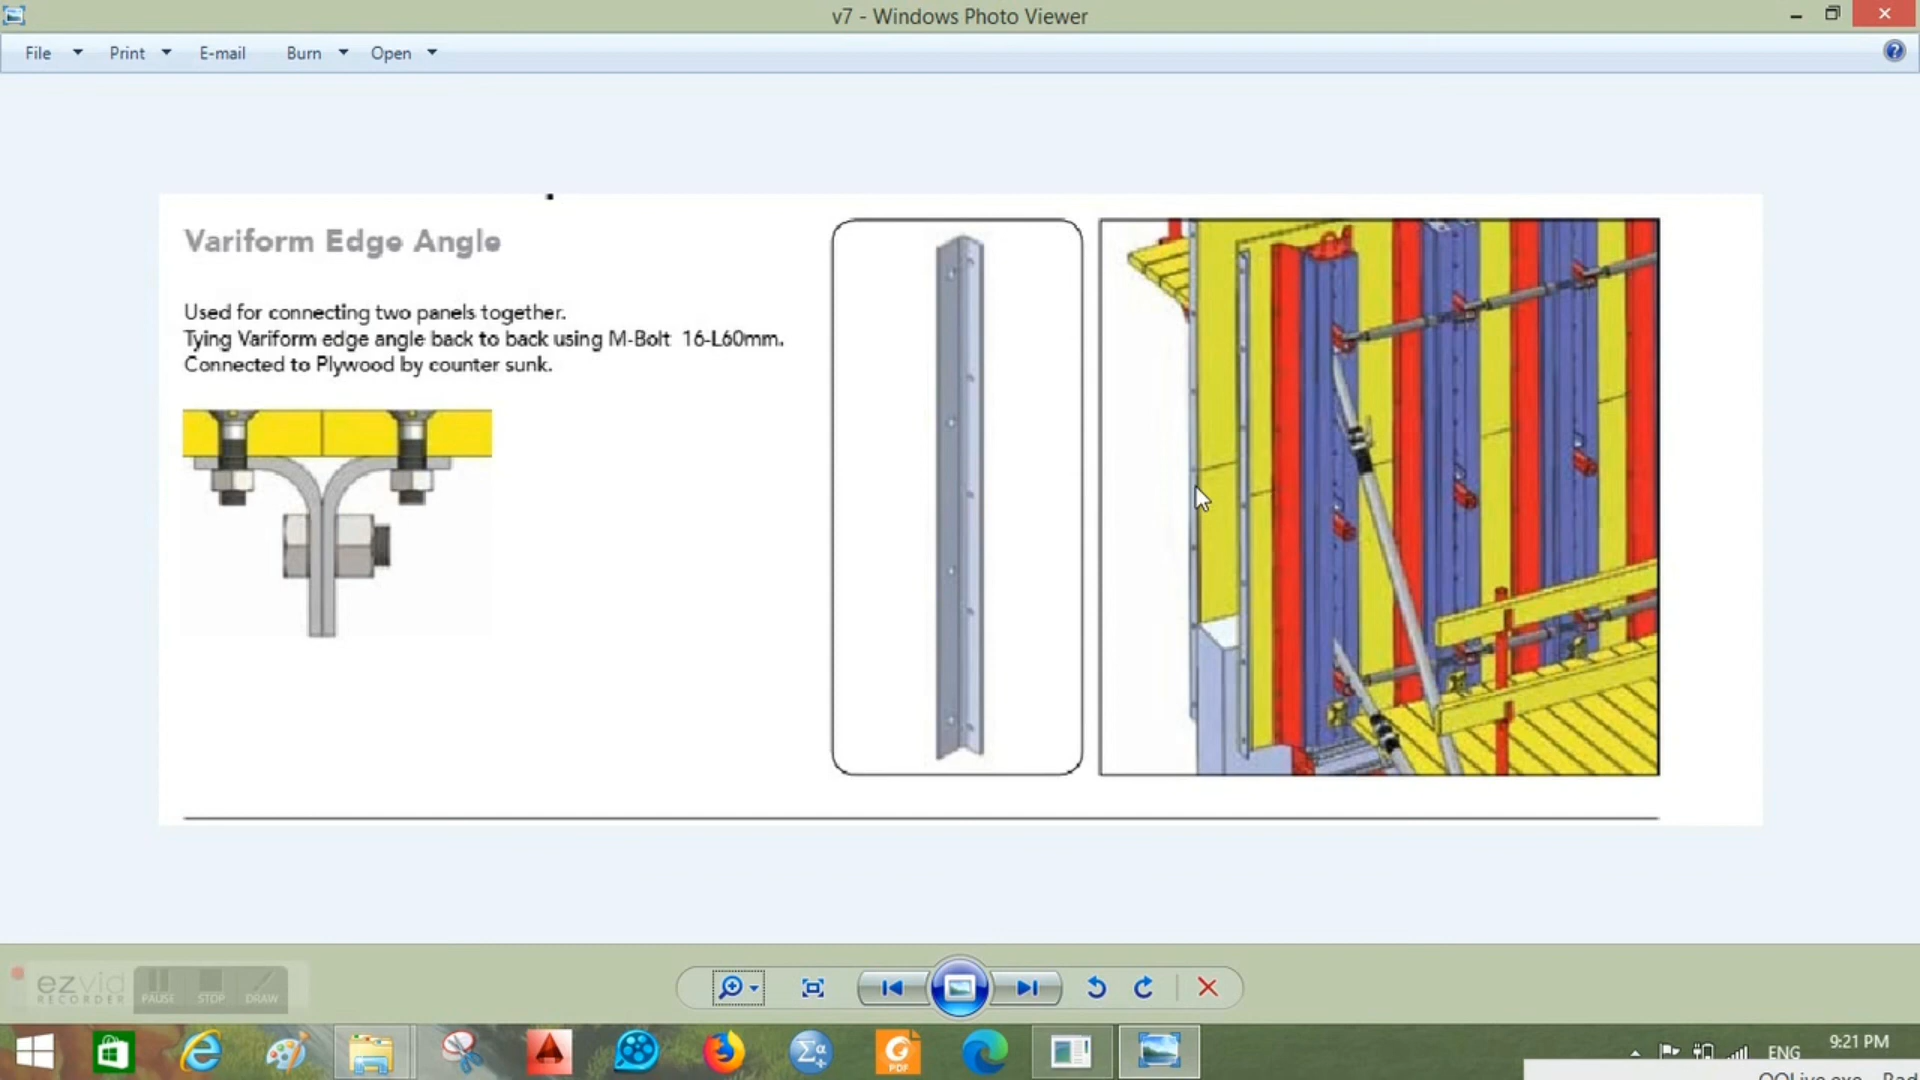 v7 - Windows Photo Viewer
File Print E-mail Burn Open
Variform Edge Angle
Used for connecting two panels together.
Tying Variform edge angle back to back using M-Bolt 16-L60mm.
Connected to Plywood by counter sunk.
ezvid
RECORDER
PAUSE STOP DRAW
Σα
PDF
ENG
9:21 PM